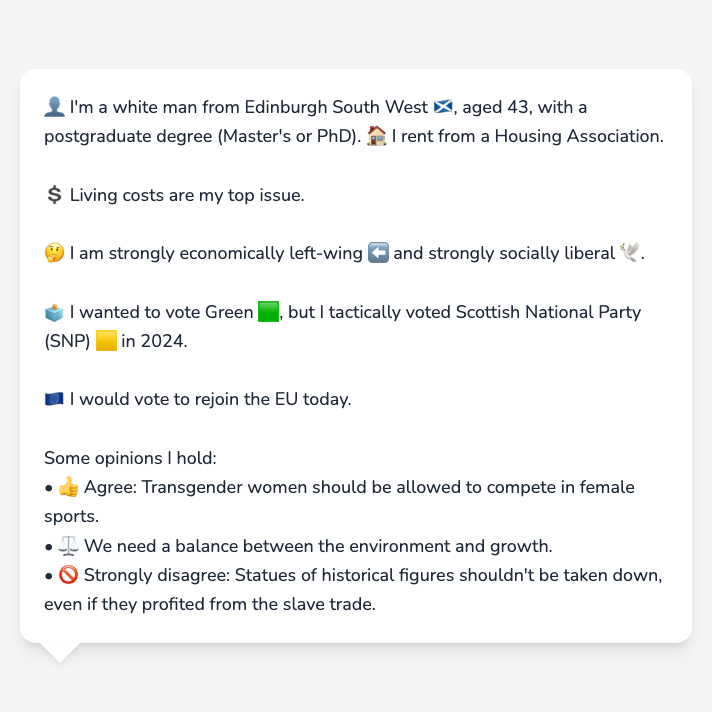 👤 I'm a white man from Edinburgh South West 🏴󠁧󠁢󠁳󠁣󠁴󠁿, aged 43, with a
postgraduate degree (Master's or PhD). 🏠 I rent from a Housing Association.
💲 Living costs are my top issue.
🤔 I am strongly economically left-wing ⬅️ and strongly socially liberal 🕊️.
🗳️ I wanted to vote Green 🟩, but I tactically voted Scottish National Party
(SNP) 🟨 in 2024.
🇪🇺 I would vote to rejoin the EU today.
Some opinions I hold:
• 👍 Agree: Transgender women should be allowed to compete in female
sports.
• ⚖️ We need a balance between the environment and growth.
• 🚫 Strongly disagree: Statues of historical figures shouldn't be taken down,
even if they profited from the slave trade.